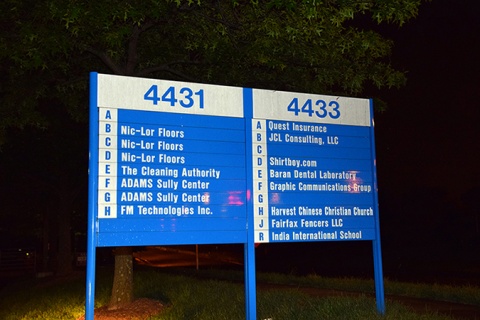 4431
A
B Nic-Lor Floors
C Nic-Lor Floors
D Nic-Lor Floors
E The Cleaning Authority
F ADAMS Sully Center
G ADAMS Sully Center
H FM Technologies Inc.
4433
A Quest Insurance
B JCL Consulting, LLC
C
D Shirtboy.com
E Baran Dental Laboratory
F Graphic Communications Group
G
H Harvest Chinese Christian Church
J Fairfax Fencers LLC
R India International School